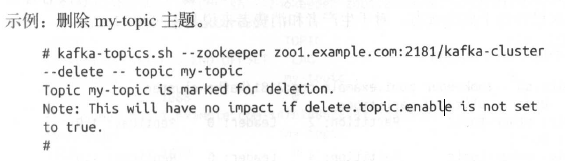 示例：删除 my-topic 主题。
# kafka-topics.sh --zookeeper zoo1.example.com:2181/kafka-cluster
--delete -- topic my-topic
Topic my-topic is marked for deletion.
Note: This will have no impact if delete.topic.enable is not set
to true.
#